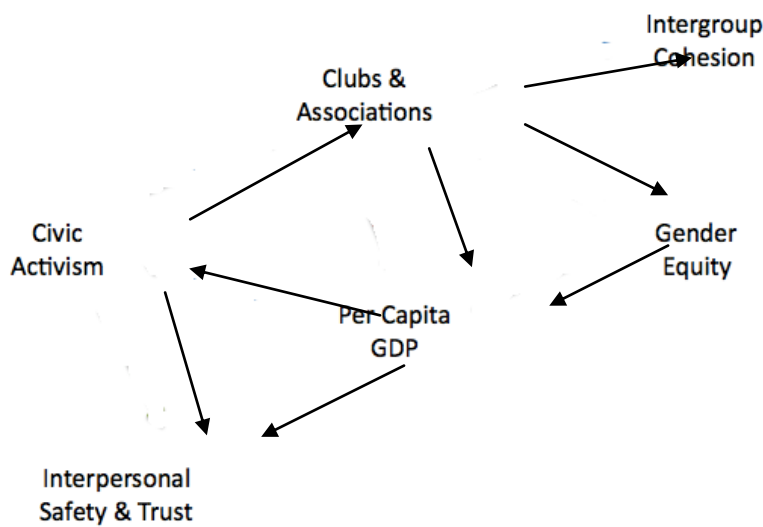 Intergroup
Cohesion
Clubs &
Associations
Civic
Activism
Gender
Equity
Per Capita
GDP
Interpersonal
Safety & Trust